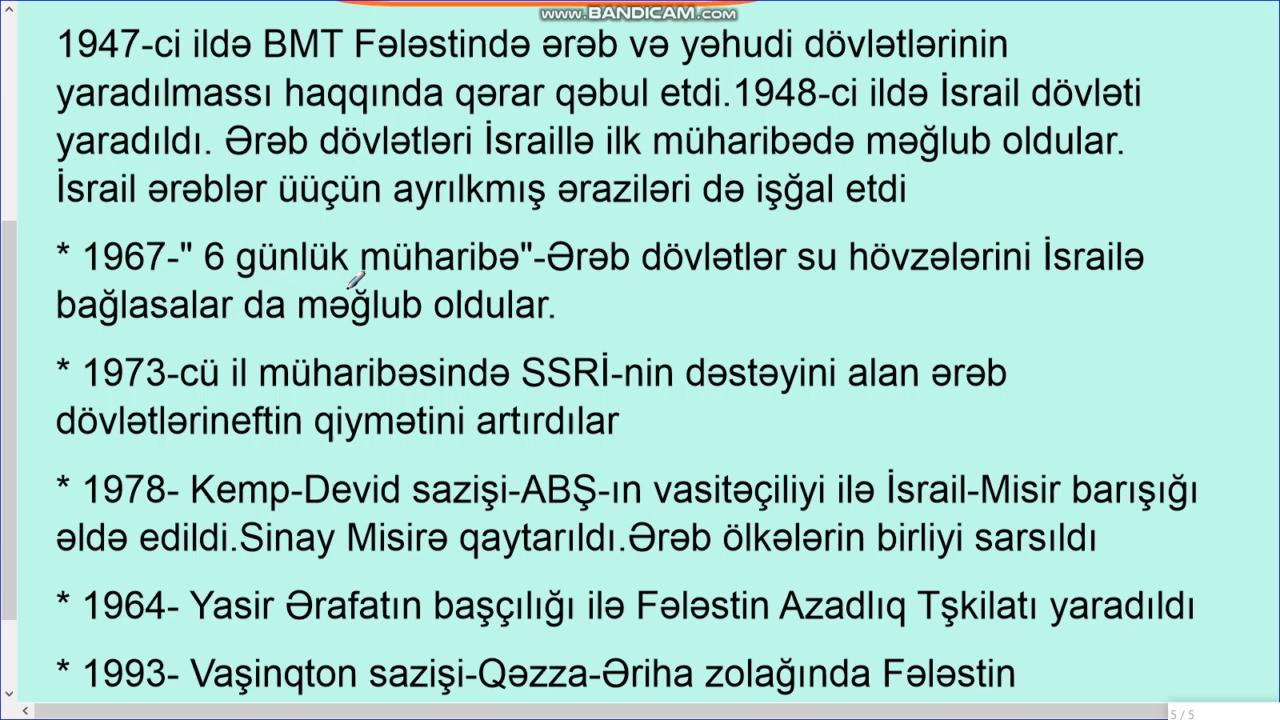 www.BANDICAM.com
1947-ci ildə BMT Fələstində ərəb və yəhudi dövlətlərinin
yaradılmassı haqqında qərar qəbul etdi.1948-ci ildə İsrail dövləti
yaradıldı. Ərəb dövlətləri İsraillə ilk müharibədə məğlub oldular.
İsrail ərəblər üüçün ayrılkmış əraziləri də işğal etdi
* 1967-" 6 günlük müharibə"-Ərəb dövlətlər su hövzələrini İsrailə
bağlasalar da məğlub oldular.
* 1973-cü il müharibəsində SSRİ-nin dəstəyini alan ərəb
dövlətlərineftin qiymətini artırdılar
* 1978- Kemp-Devid sazişi-ABŞ-ın vasitəçiliyi ilə İsrail-Misir barışığı
əldə edildi.Sinay Misirə qaytarıldı.Ərəb ölkələrin birliyi sarsıldı
* 1964- Yasir Ərafatın başçılığı ilə Fələstin Azadlıq Tşkilatı yaradıldı
* 1993- Vaşinqton sazişi-Qəzza-Əriha zolağında Fələstin
5 / 5